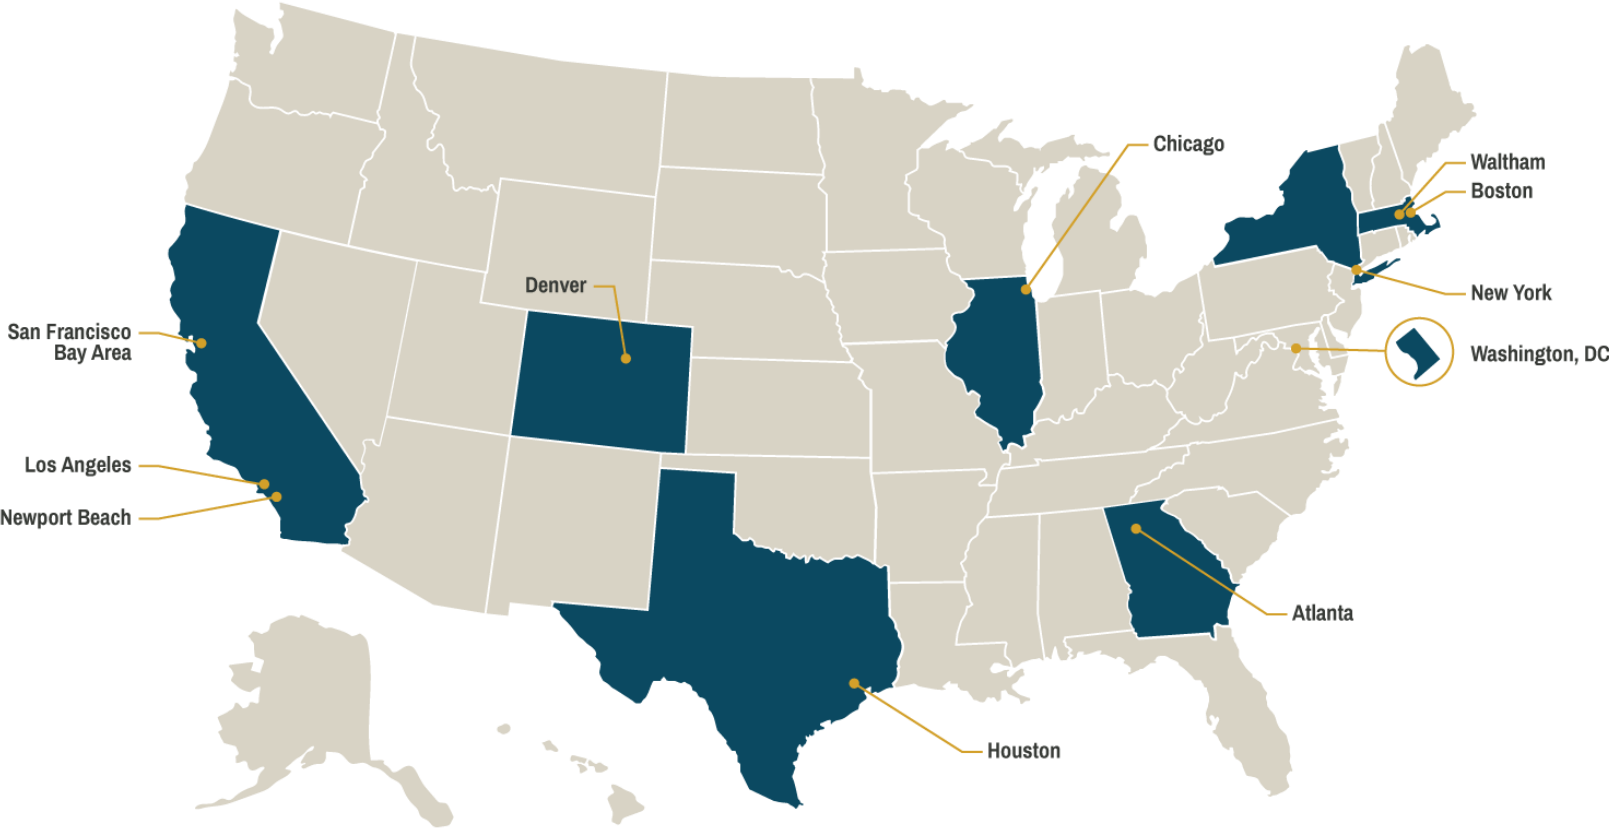 Chicago
Waltham
Boston
Denver
New York
San Francisco
Bay Area
Washington, DC
Los Angeles
Newport Beach
Atlanta
Houston